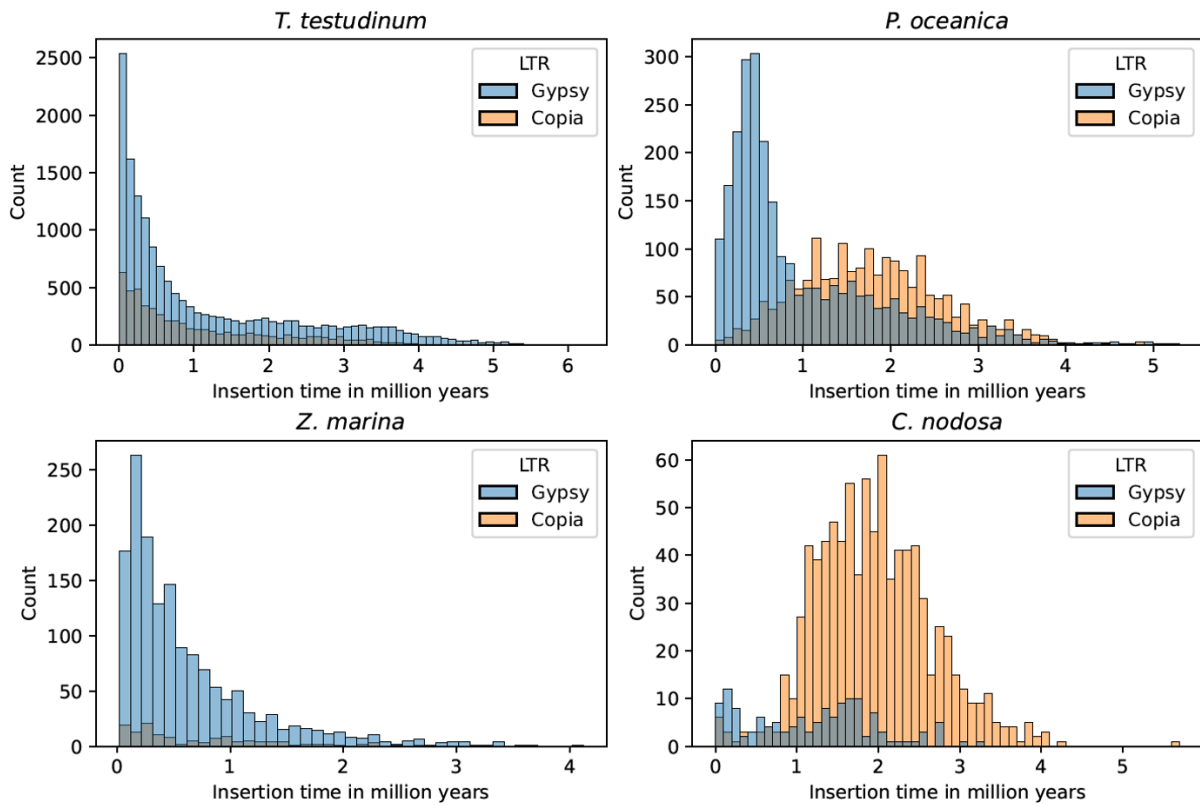 T. testudinum
2500
2000
1500
1000
500
0
Count
LTR
Gypsy
Copia
0 1 2 3 4 5 6
Insertion time in million years
P. oceanica
300
250
200
150
100
50
0
Count
LTR
Gypsy
Copia
0 1 2 3 4 5
Insertion time in million years
Z. marina
250
200
150
100
50
0
Count
LTR
Gypsy
Copia
0 1 2 3 4
Insertion time in million years
C. nodosa
60
50
40
30
20
10
0
Count
LTR
Gypsy
Copia
0 1 2 3 4 5
Insertion time in million years